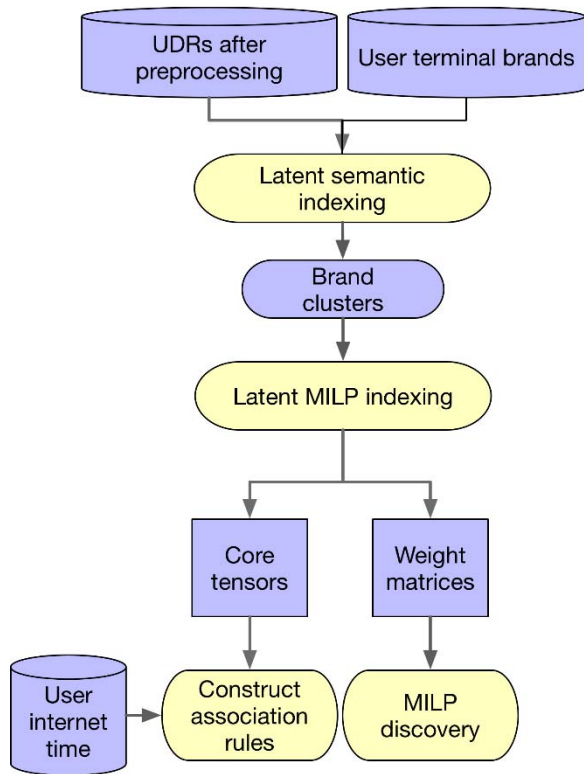 UDRs after
preprocessing
User terminal brands
Latent semantic
indexing
Brand
clusters
Latent MILP indexing
Core
tensors
Weight
matrices
User
internet
time
Construct
association
rules
MILP
discovery